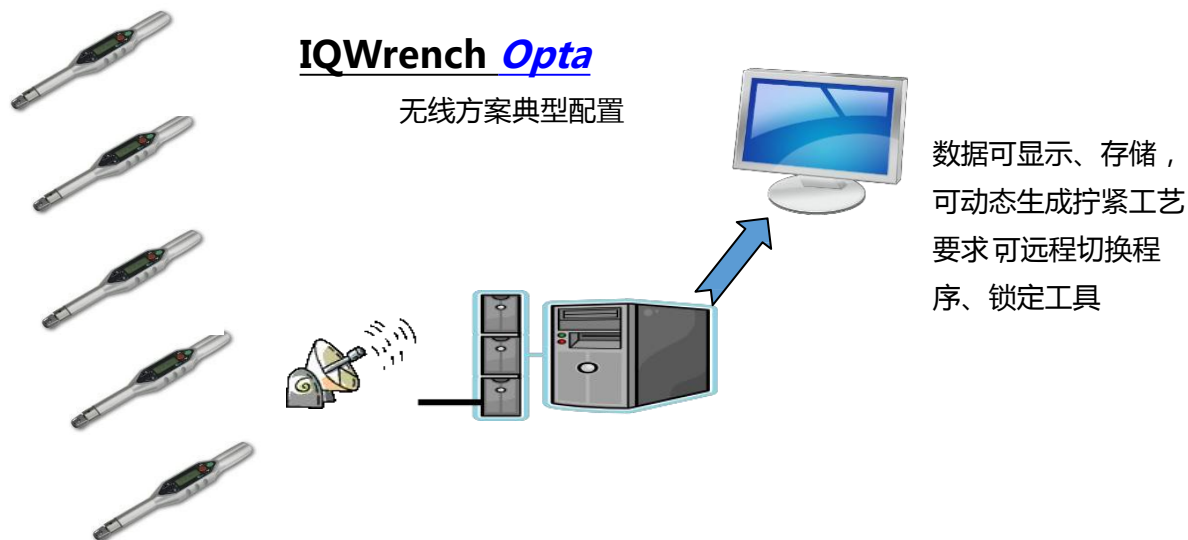 IQWrench Opta
无线方案典型配置
数据可显示、存储，
可动态生成拧紧工艺
要求 可远程切换程
序、锁定工具